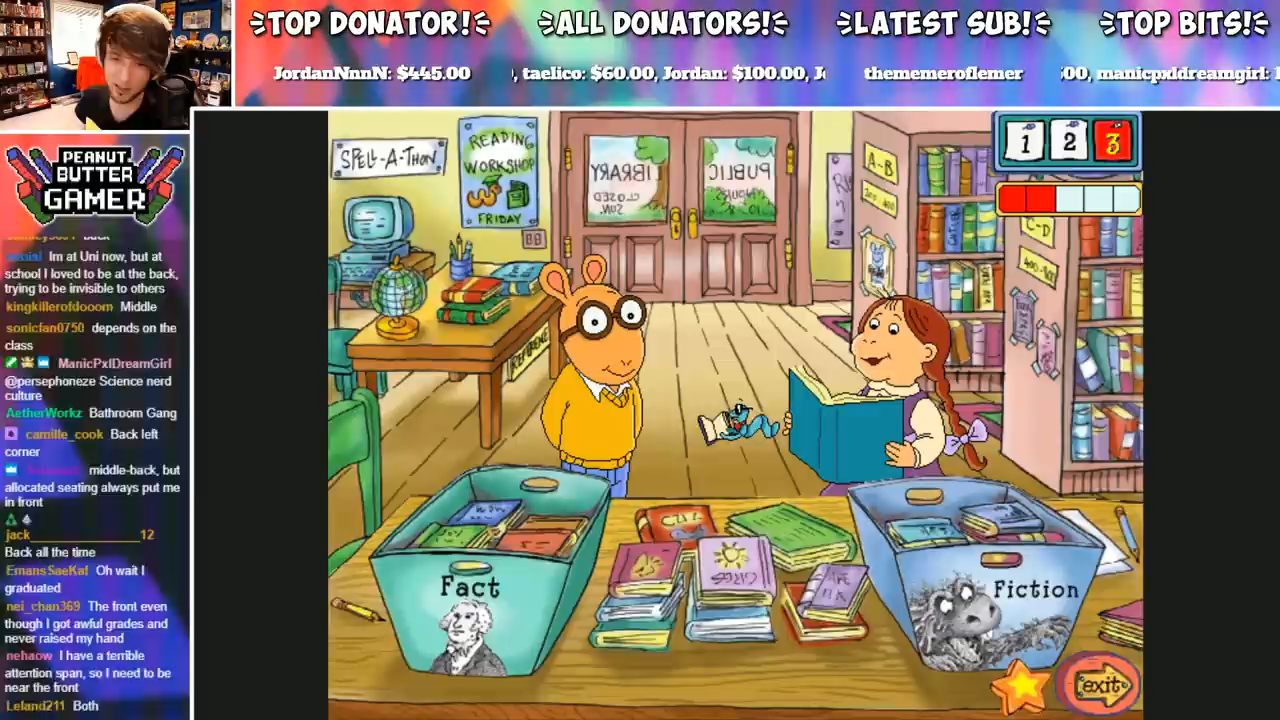 TOP DONATOR!
ALL DONATORS!
LATEST SUB!
TOP BITS!
JordanNnnN: $445.00
, taelico: $60.00, Jordan: $100.00, J
thememeroflemer
00, manicpxldreamgirl:
PEANUT
BUTTER
GAMER
back
Im at Uni now, but at
school I loved to be at the back,
trying to be invisible to others
kingkillerofdooom Middle
sonicfan0750 depends on the
class
ManicPxlDreamGirl
@persephoneze Science nerd
culture
AetherWorkz Bathroom Gang
camille_cook Back left
corner
middle-back, but
allocated seating always put me
in front
jack______________12
Back all the time
EmansSaeKaf Oh wait I
graduated
nei_chan369 The front even
though I got awful grades and
never raised my hand
nehaow I have a terrible
attention span, so I need to be
near the front
Leland211 Both
SPELL-A-THON
READING
WORKSHOP
FRIDAY
LIBRARY
CLOSED
SUN.
PUBLIC
1 2 3
A-B
C-D
REFERENCE
Fact
Fiction
exit